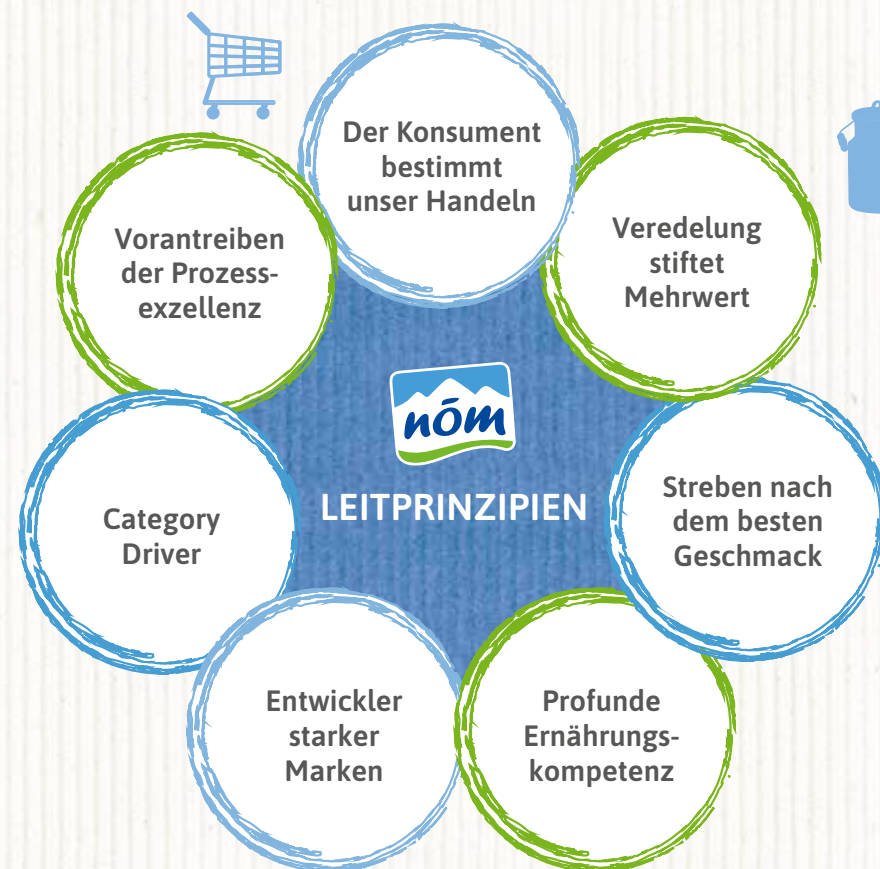 Der Konsument
bestimmt
unser Handeln
Veredelung
stiftet
Mehrwert
Streben nach
dem besten
Geschmack
Profunde
Ernährungs-
kompetenz
Entwickler
starker
Marken
Category
Driver
Vorantreiben
der Prozess-
exzellenz
nōm
LEITPRINZIPIEN